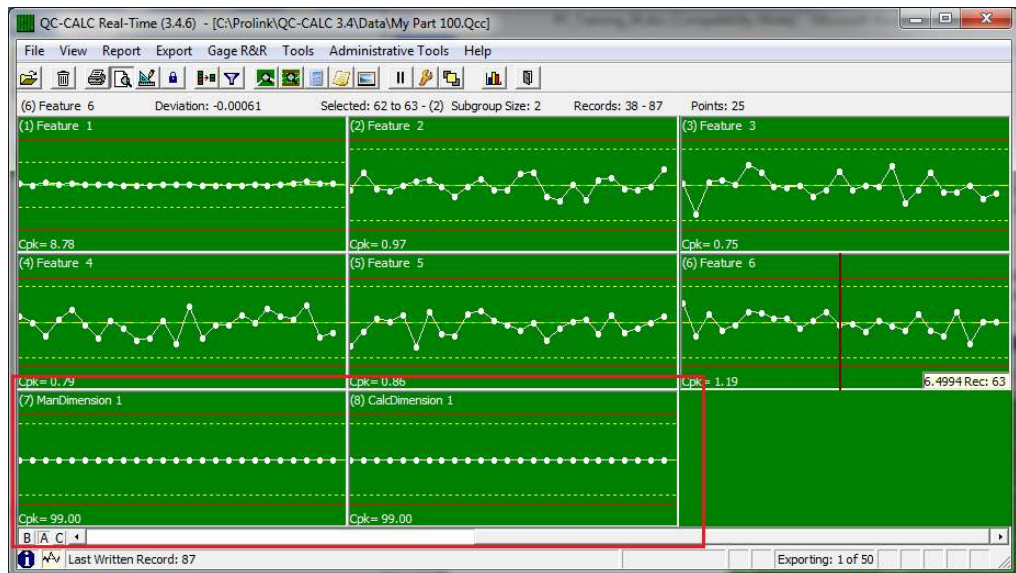 QC-CALC Real-Time (3.4.6) - [C:\Prolink\QC-CALC 3.4\Data\My Part 100.Qcc]
File View Report Export Gage R&R Tools Administrative Tools Help
(6) Feature 6 Deviation: -0.00061 Selected: 62 to 63 - (2) Subgroup Size: 2 Records: 38 - 87 Points: 25
(1) Feature 1 (2) Feature 2 (3) Feature 3
Cpk= 8.78 Cpk= 0.97 Cpk= 0.75
(4) Feature 4 (5) Feature 5 (6) Feature 6
Cpk= 0.79 Cpk= 0.86 Cpk= 1.19 6.4994 Rec: 63
(7) ManDimension 1 (8) CalcDimension 1
Cpk= 99.00 Cpk= 99.00
B A C
Last Written Record: 87 Exporting: 1 of 50